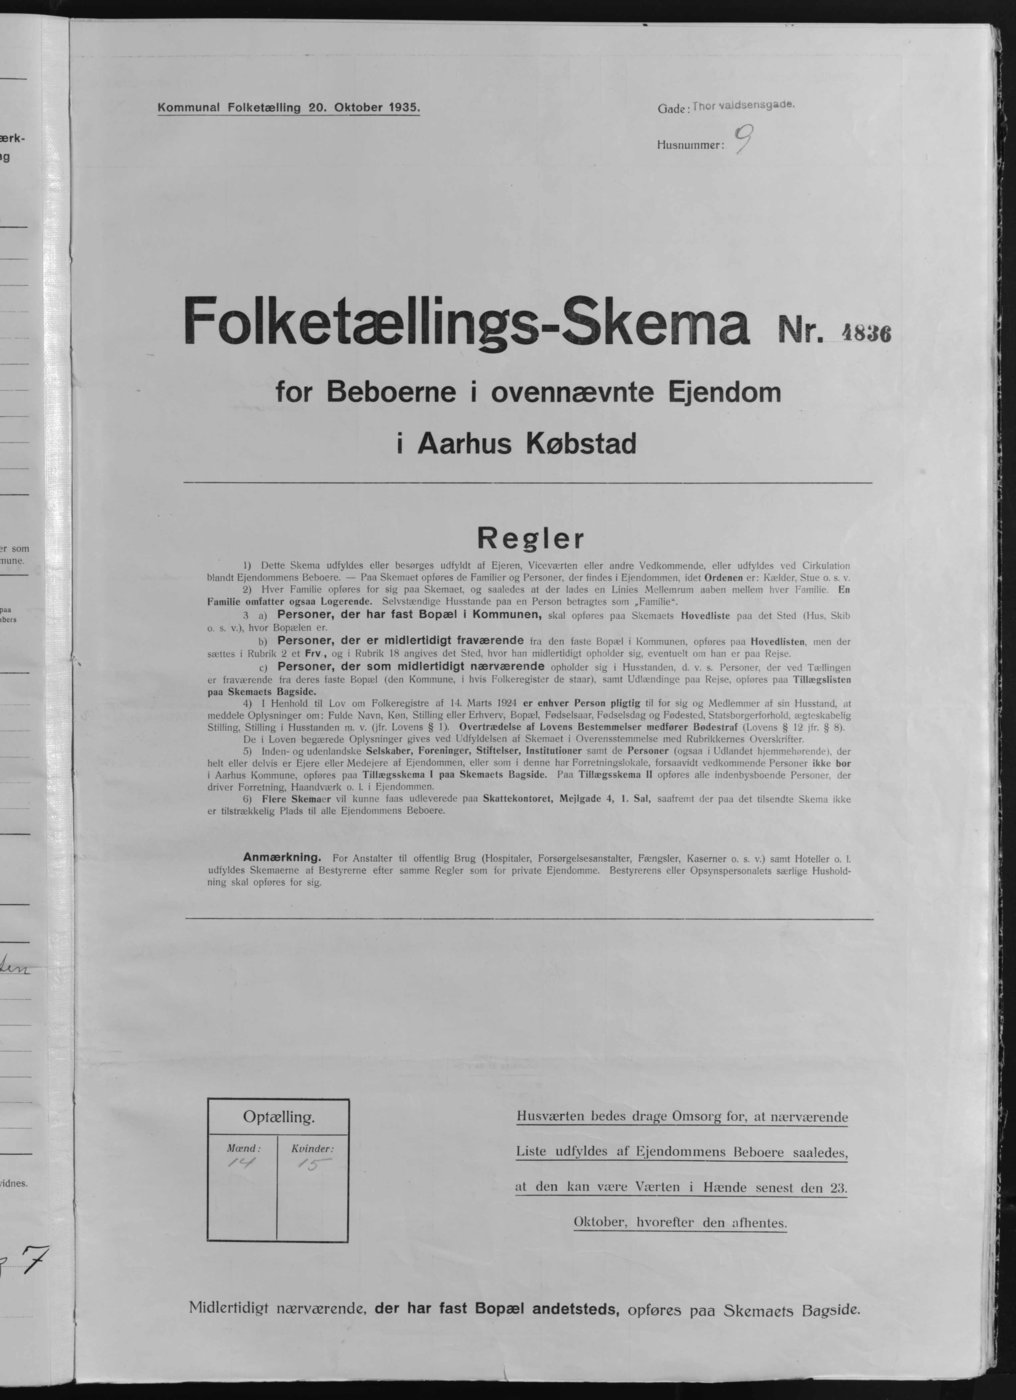 Kommunal Folketælling 20. Oktober 1935.
Gade: Thorvaldsensgade.
Husnummer: 9
Folketællings-Skema Nr. 4836
for Beboerne i ovennævnte Ejendom
i Aarhus Købstad
Regler
1) Dette Skema udfyldes eller besørges udfyldt af Ejeren, Viceværten eller andre Vedkommende, eller udfyldes ved Cirkulation
blandt Ejendommens Beboere. — Paa Skemaet opføres de Familier og Personer, der findes i Ejendommen, idet Ordenen er: Kælder, Stue o. s. v.
2) Hver Familie opføres for sig paa Skemaet, og saaledes at der lades en Linies Mellemrum aaben mellem hver Familie. En
Familie omfatter ogsaa Logerende. Selvstændige Husstande paa en Person betragtes som „Familie“.
3 a) Personer, der har fast Bopæl i Kommunen, skal opføres paa Skemaets Hovedliste paa det Sted (Hus, Skib
o. s. v.), hvor Bopælen er.
b) Personer, der er midlertidigt fraværende fra den faste Bopæl i Kommunen, opføres paa Hovedlisten, men der
sættes i Rubrik 2 et Frv., og i Rubrik 18 angives det Sted, hvor han midlertidigt opholder sig, eventuelt om han er paa Rejse.
c) Personer, der som midlertidigt nærværende opholder sig i Husstanden, d. v. s. Personer, der ved Tællingen
er fraværende fra deres faste Bopæl (den Kommune, i hvis Folkeregister de staar), samt Udlændinge paa Rejse, opføres paa Tillægslisten
paa Skemaets Bagside.
4) I Henhold til Lov om Folkeregistre af 14. Marts 1924 er enhver Person pligtig til for sig og Medlemmer af sin Husstand, at
meddele Oplysninger om: Fulde Navn, Køn, Stilling eller Erhverv, Bopæl, Fødselsaar, Fødselsdag og Fødested, Statsborgerforhold, ægteskabelig
Stilling, Stilling i Husstanden m. v. (jfr. Lovens § 1). Overtrædelse af Lovens Bestemmelser medfører Bødestraf (Lovens § 12 jfr. § 8).
De i Loven begærede Oplysninger gives ved Udfyldelsen af Skemaet i Overensstemmelse med Rubrikkernes Overskrifter.
5) Inden- og udenlandske Selskaber, Foreninger, Stiftelser, Institutioner samt de Personer (ogsaa i Udlandet hjemmehørende), der
helt eller delvis er Ejere eller Medejere af Ejendommen, eller som i denne har Forretningslokale, forsaavidt vedkommende Personer ikke bor
i Aarhus Kommune, opføres paa Tillægsskema I paa Skemaets Bagside. Paa Tillægsskema II opføres alle indenbysboende Personer, der
driver Forretning, Haandværk o. l. i Ejendommen.
6) Flere Skemaer vil kunne faas udleverede paa Skattekontoret, Mejlgade 4, 1. Sal, saafremt der paa det tilsendte Skema ikke
er tilstrækkelig Plads til alle Ejendommens Beboere.
Anmærkning. For Anstalter til offentlig Brug (Hospitaler, Forsørgelsesanstalter, Fængsler, Kaserner o. s. v.) samt Hoteller o. l.
udfyldes Skemaerne af Bestyrerne efter samme Regler som for private Ejendomme. Bestyrerens eller Opsynspersonalets særlige Hushold-
ning skal opføres for sig.
Optælling.
Mænd: Kvinder:
14 15
Husværten bedes drage Omsorg for, at nærværende
Liste udfyldes af Ejendommens Beboere saaledes,
at den kan være Værten i Hænde senest den 23.
Oktober, hvorefter den afhentes.
Midlertidigt nærværende, der har fast Bopæl andetsteds, opføres paa Skemaets Bagside.